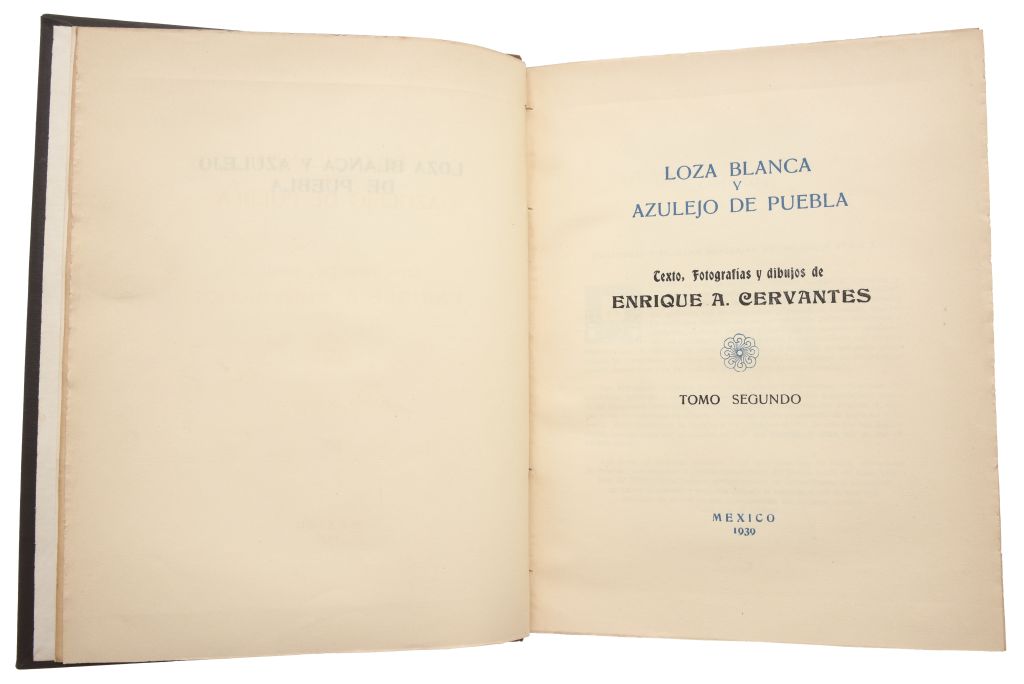 LOZA BLANCA
Y
AZULEJO DE PUEBLA
Texto, Fotografías y dibujos de
ENRIQUE A. CERVANTES
TOMO SEGUNDO
MEXICO
1939